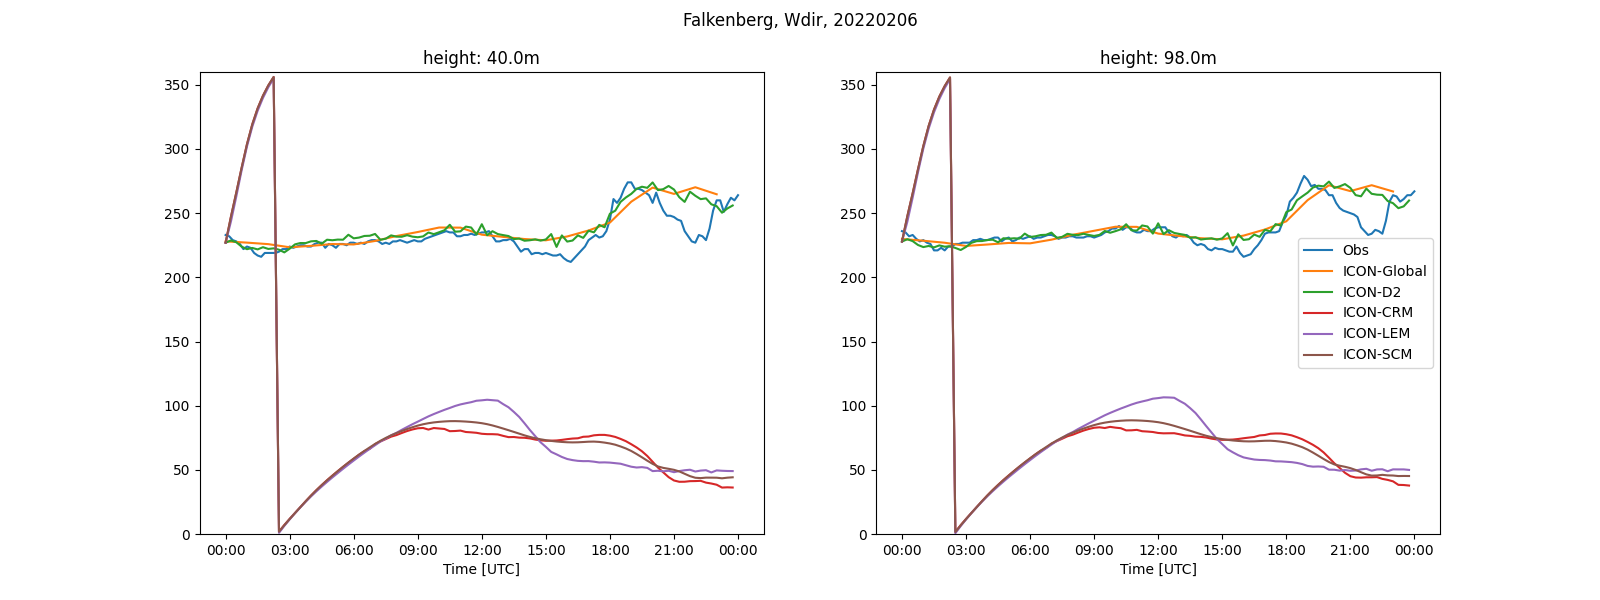 Falkenberg, Wdir, 20220206
height: 40.0m
350
300
250
200
150
100
50
0
00:00 03:00 06:00 09:00 12:00 15:00 18:00 21:00 00:00
Time [UTC]
height: 98.0m
350
300
250
200
150
100
50
0
00:00 03:00 06:00 09:00 12:00 15:00 18:00 21:00 00:00
Time [UTC]
Obs
ICON-Global
ICON-D2
ICON-CRM
ICON-LEM
ICON-SCM